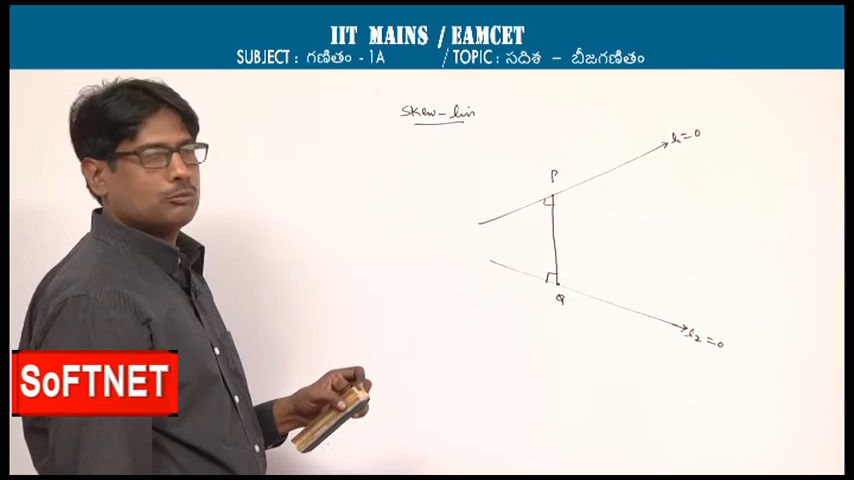 IIT MAINS / EAMCET
SUBJECT : గణితం - 1A / TOPIC : సదిశ – బీజగణితం
Skew-lin
L1=0
P
Q
L2=0
SoFTNET